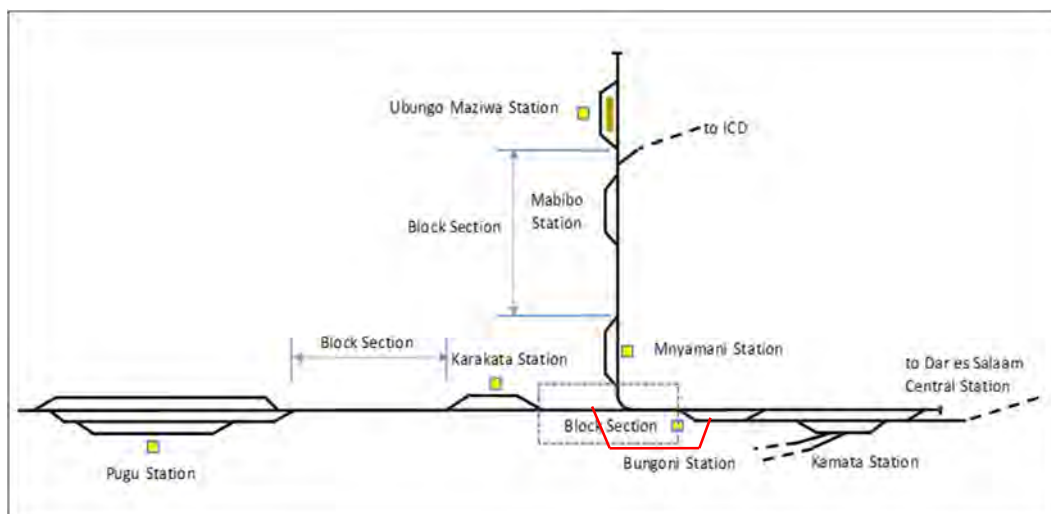 Ubungo Maziwa Station
to ICD
Mabibo
Station
Block Section
Block Section
Karakata Station
Mnyamani Station
to Dar es Salaam
Central Station
Block Section
Bungoni Station
Kamata Station
Pugu Station